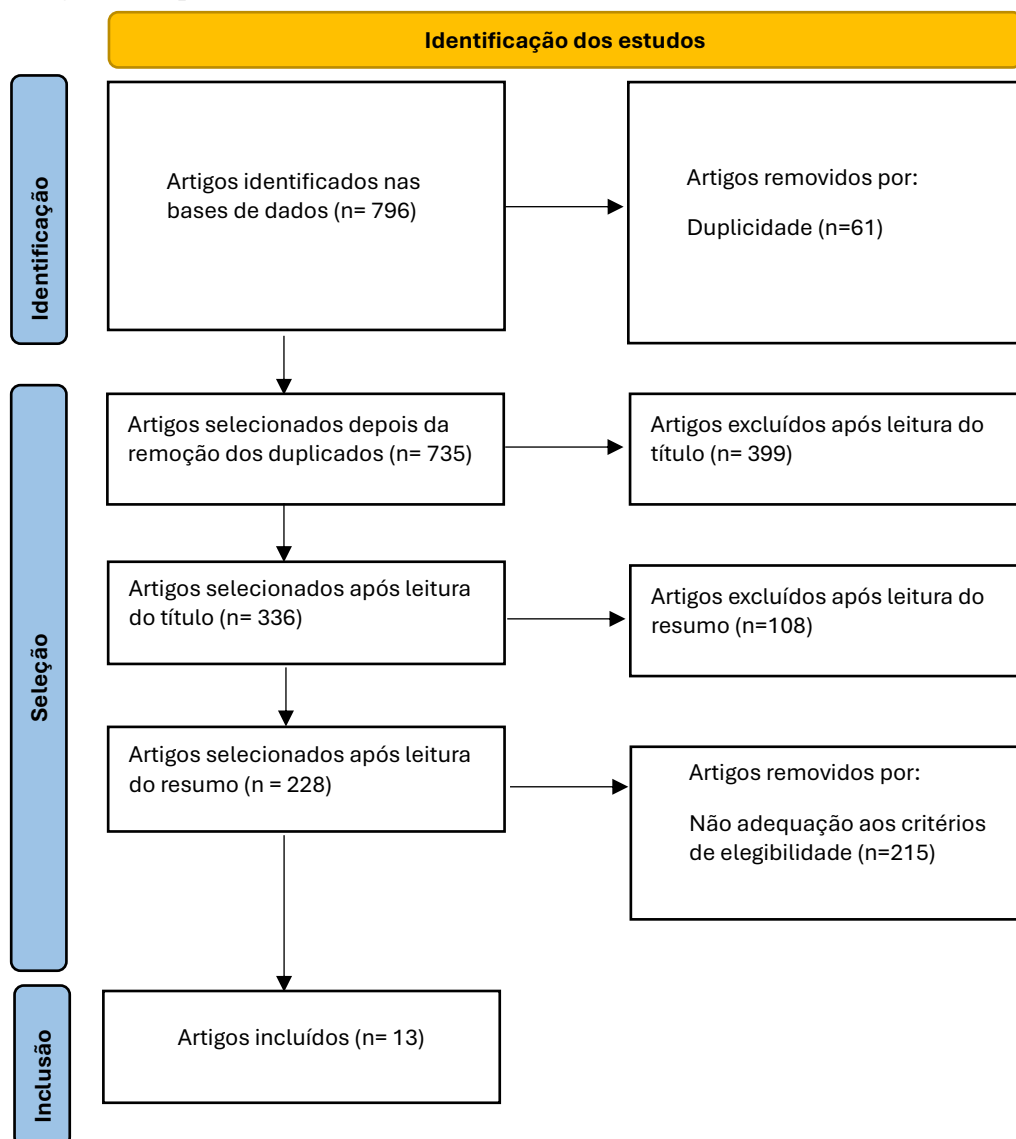 Identificação dos estudos
Identificação
Artigos identificados nas
bases de dados (n= 796)
Artigos removidos por:
Duplicidade (n=61)
Seleção
Artigos selecionados depois da
remoção dos duplicados (n= 735)
Artigos excluídos após leitura do
título (n= 399)
Artigos selecionados após leitura
do título (n= 336)
Artigos excluídos após leitura do
resumo (n=108)
Artigos selecionados após leitura
do resumo (n = 228)
Artigos removidos por:
Não adequação aos critérios
de elegibilidade (n=215)
Inclusão
Artigos incluídos (n= 13)